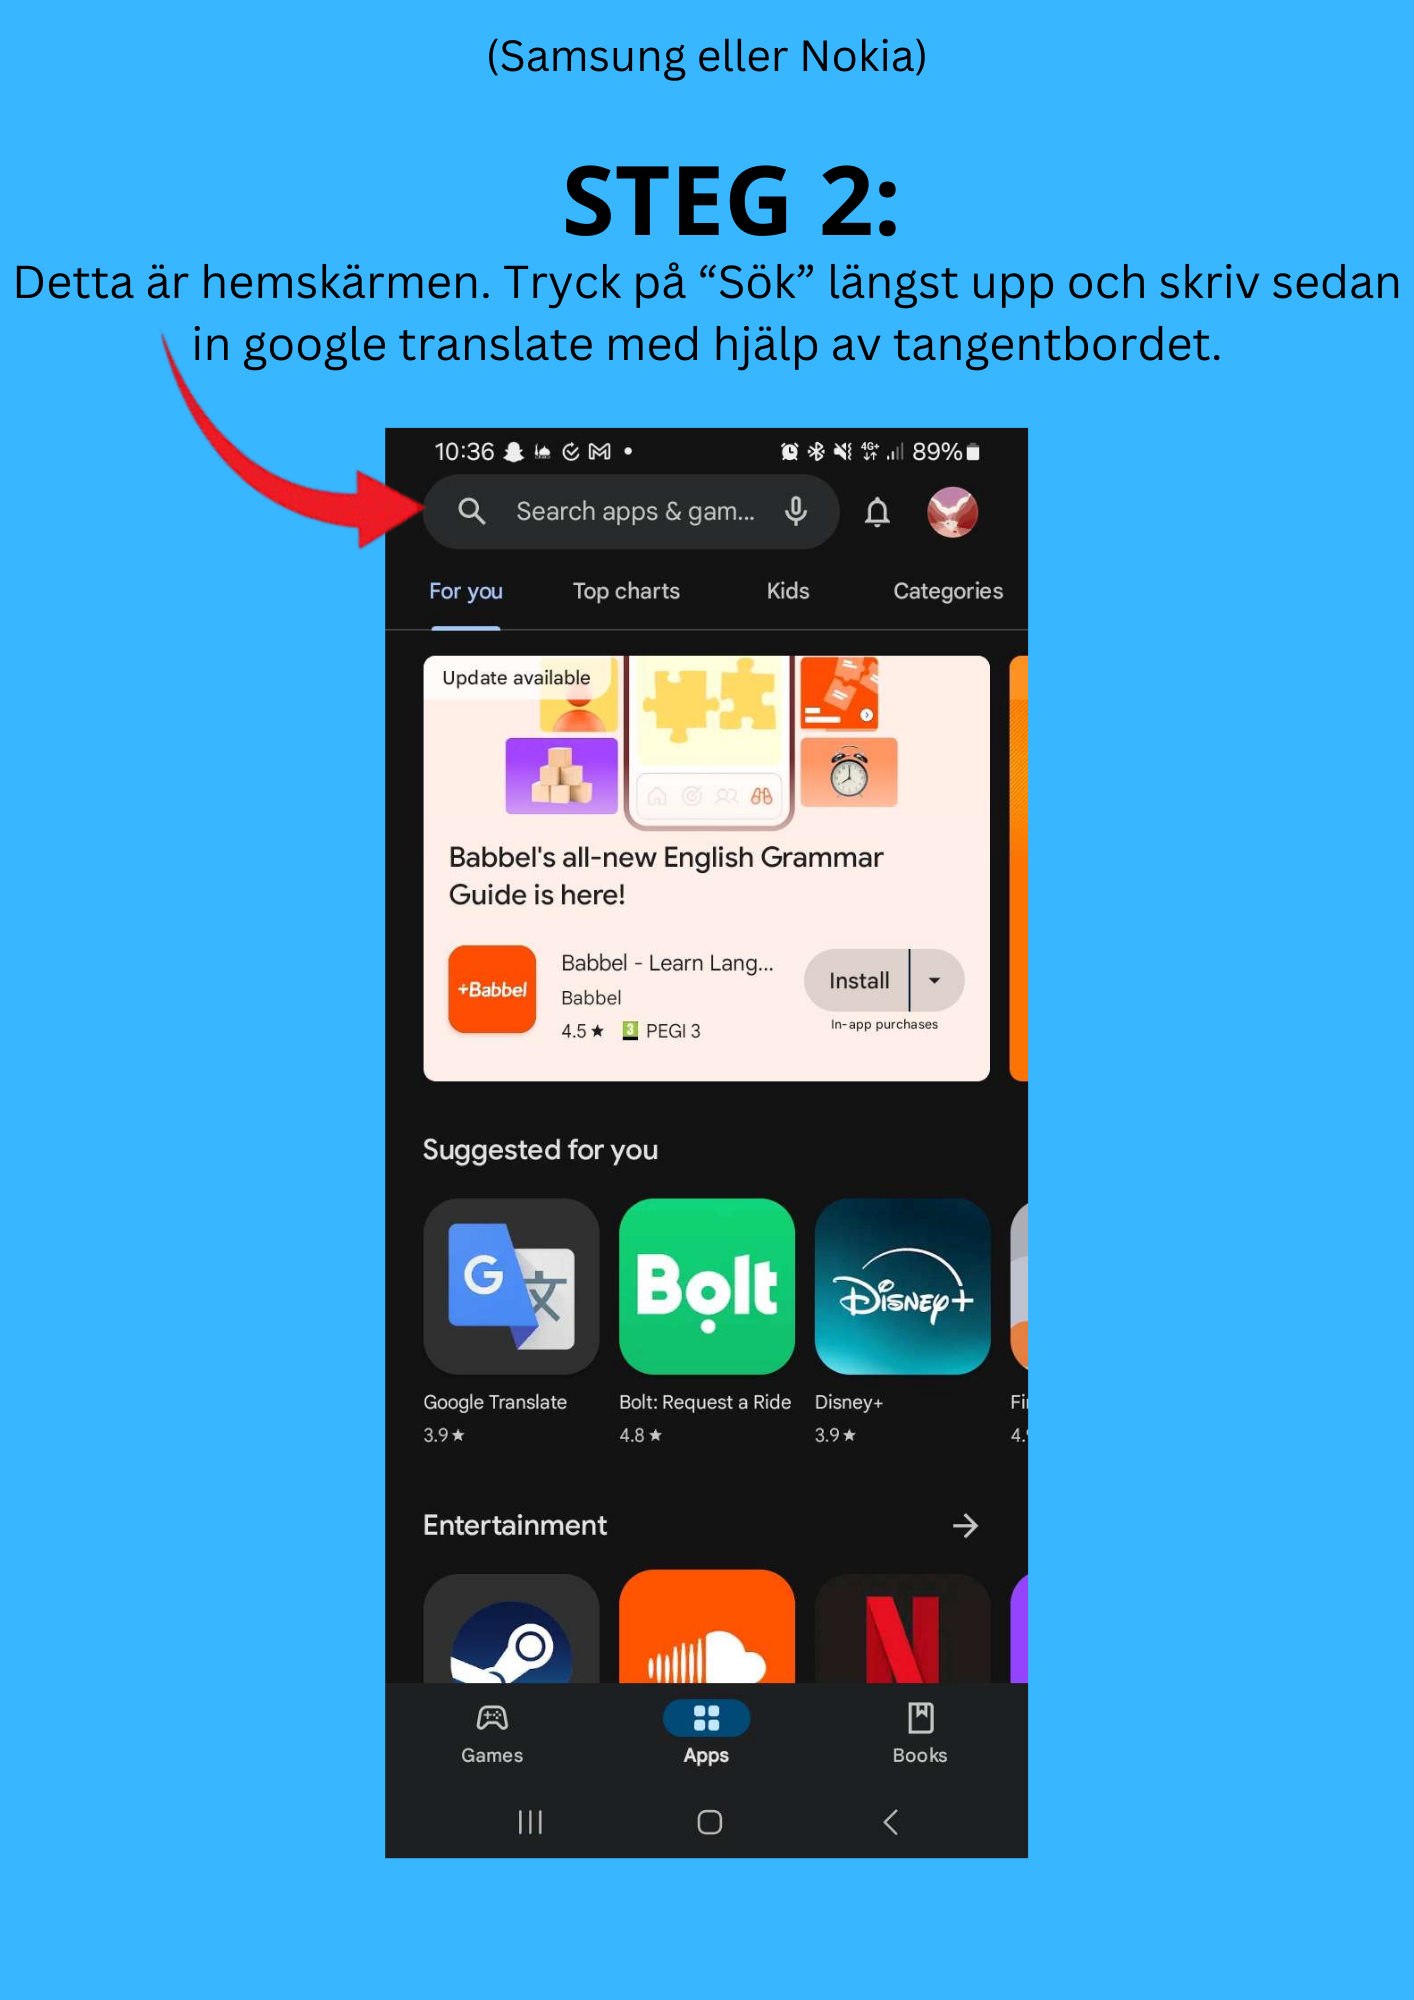 (Samsung eller Nokia)
STEG 2:
Detta är hemskärmen. Tryck på “Sök” längst upp och skriv sedan
in google translate med hjälp av tangentbordet.
10:36 4G+ 89%
Search apps & gam...
For you Top charts Kids Categories
Update available
Babbel's all-new English Grammar
Guide is here!
+Babbel
Babbel - Learn Lang...
Babbel
4.5★ 3 PEGI 3
Install
In-app purchases
Suggested for you
G 文
Bolt
Disney+
Google Translate Bolt: Request a Ride Disney+ Fi
3.9★ 4.8★ 3.9★ 4.
Entertainment
N
Games Apps Books